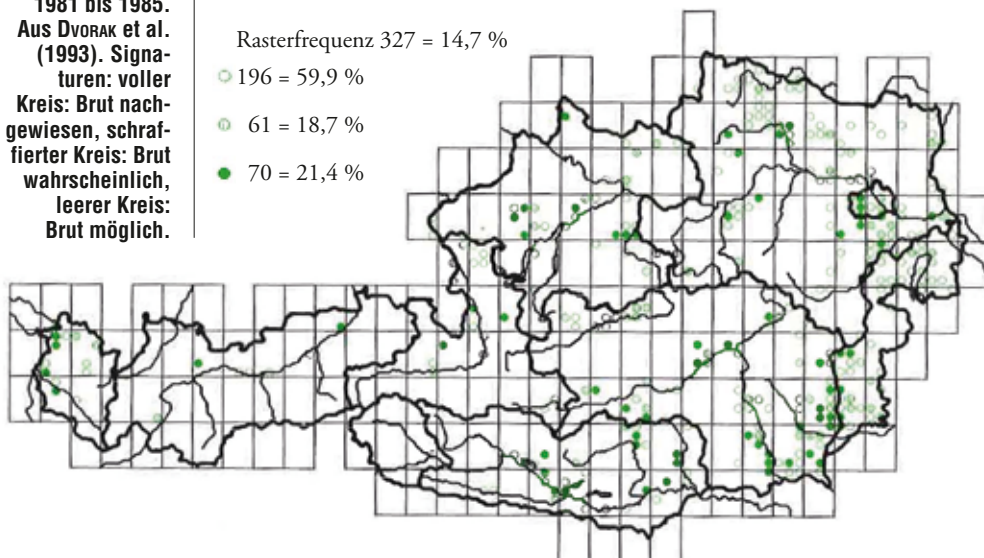 1981 bis 1985.
Aus DVORAK et al.
(1993). Signa-
turen: voller
Kreis: Brut nach-
gewiesen, schraf-
fierter Kreis: Brut
wahrscheinlich,
leerer Kreis:
Brut möglich.
Rasterfrequenz 327 = 14,7 %
196 = 59,9 %
61 = 18,7 %
70 = 21,4 %